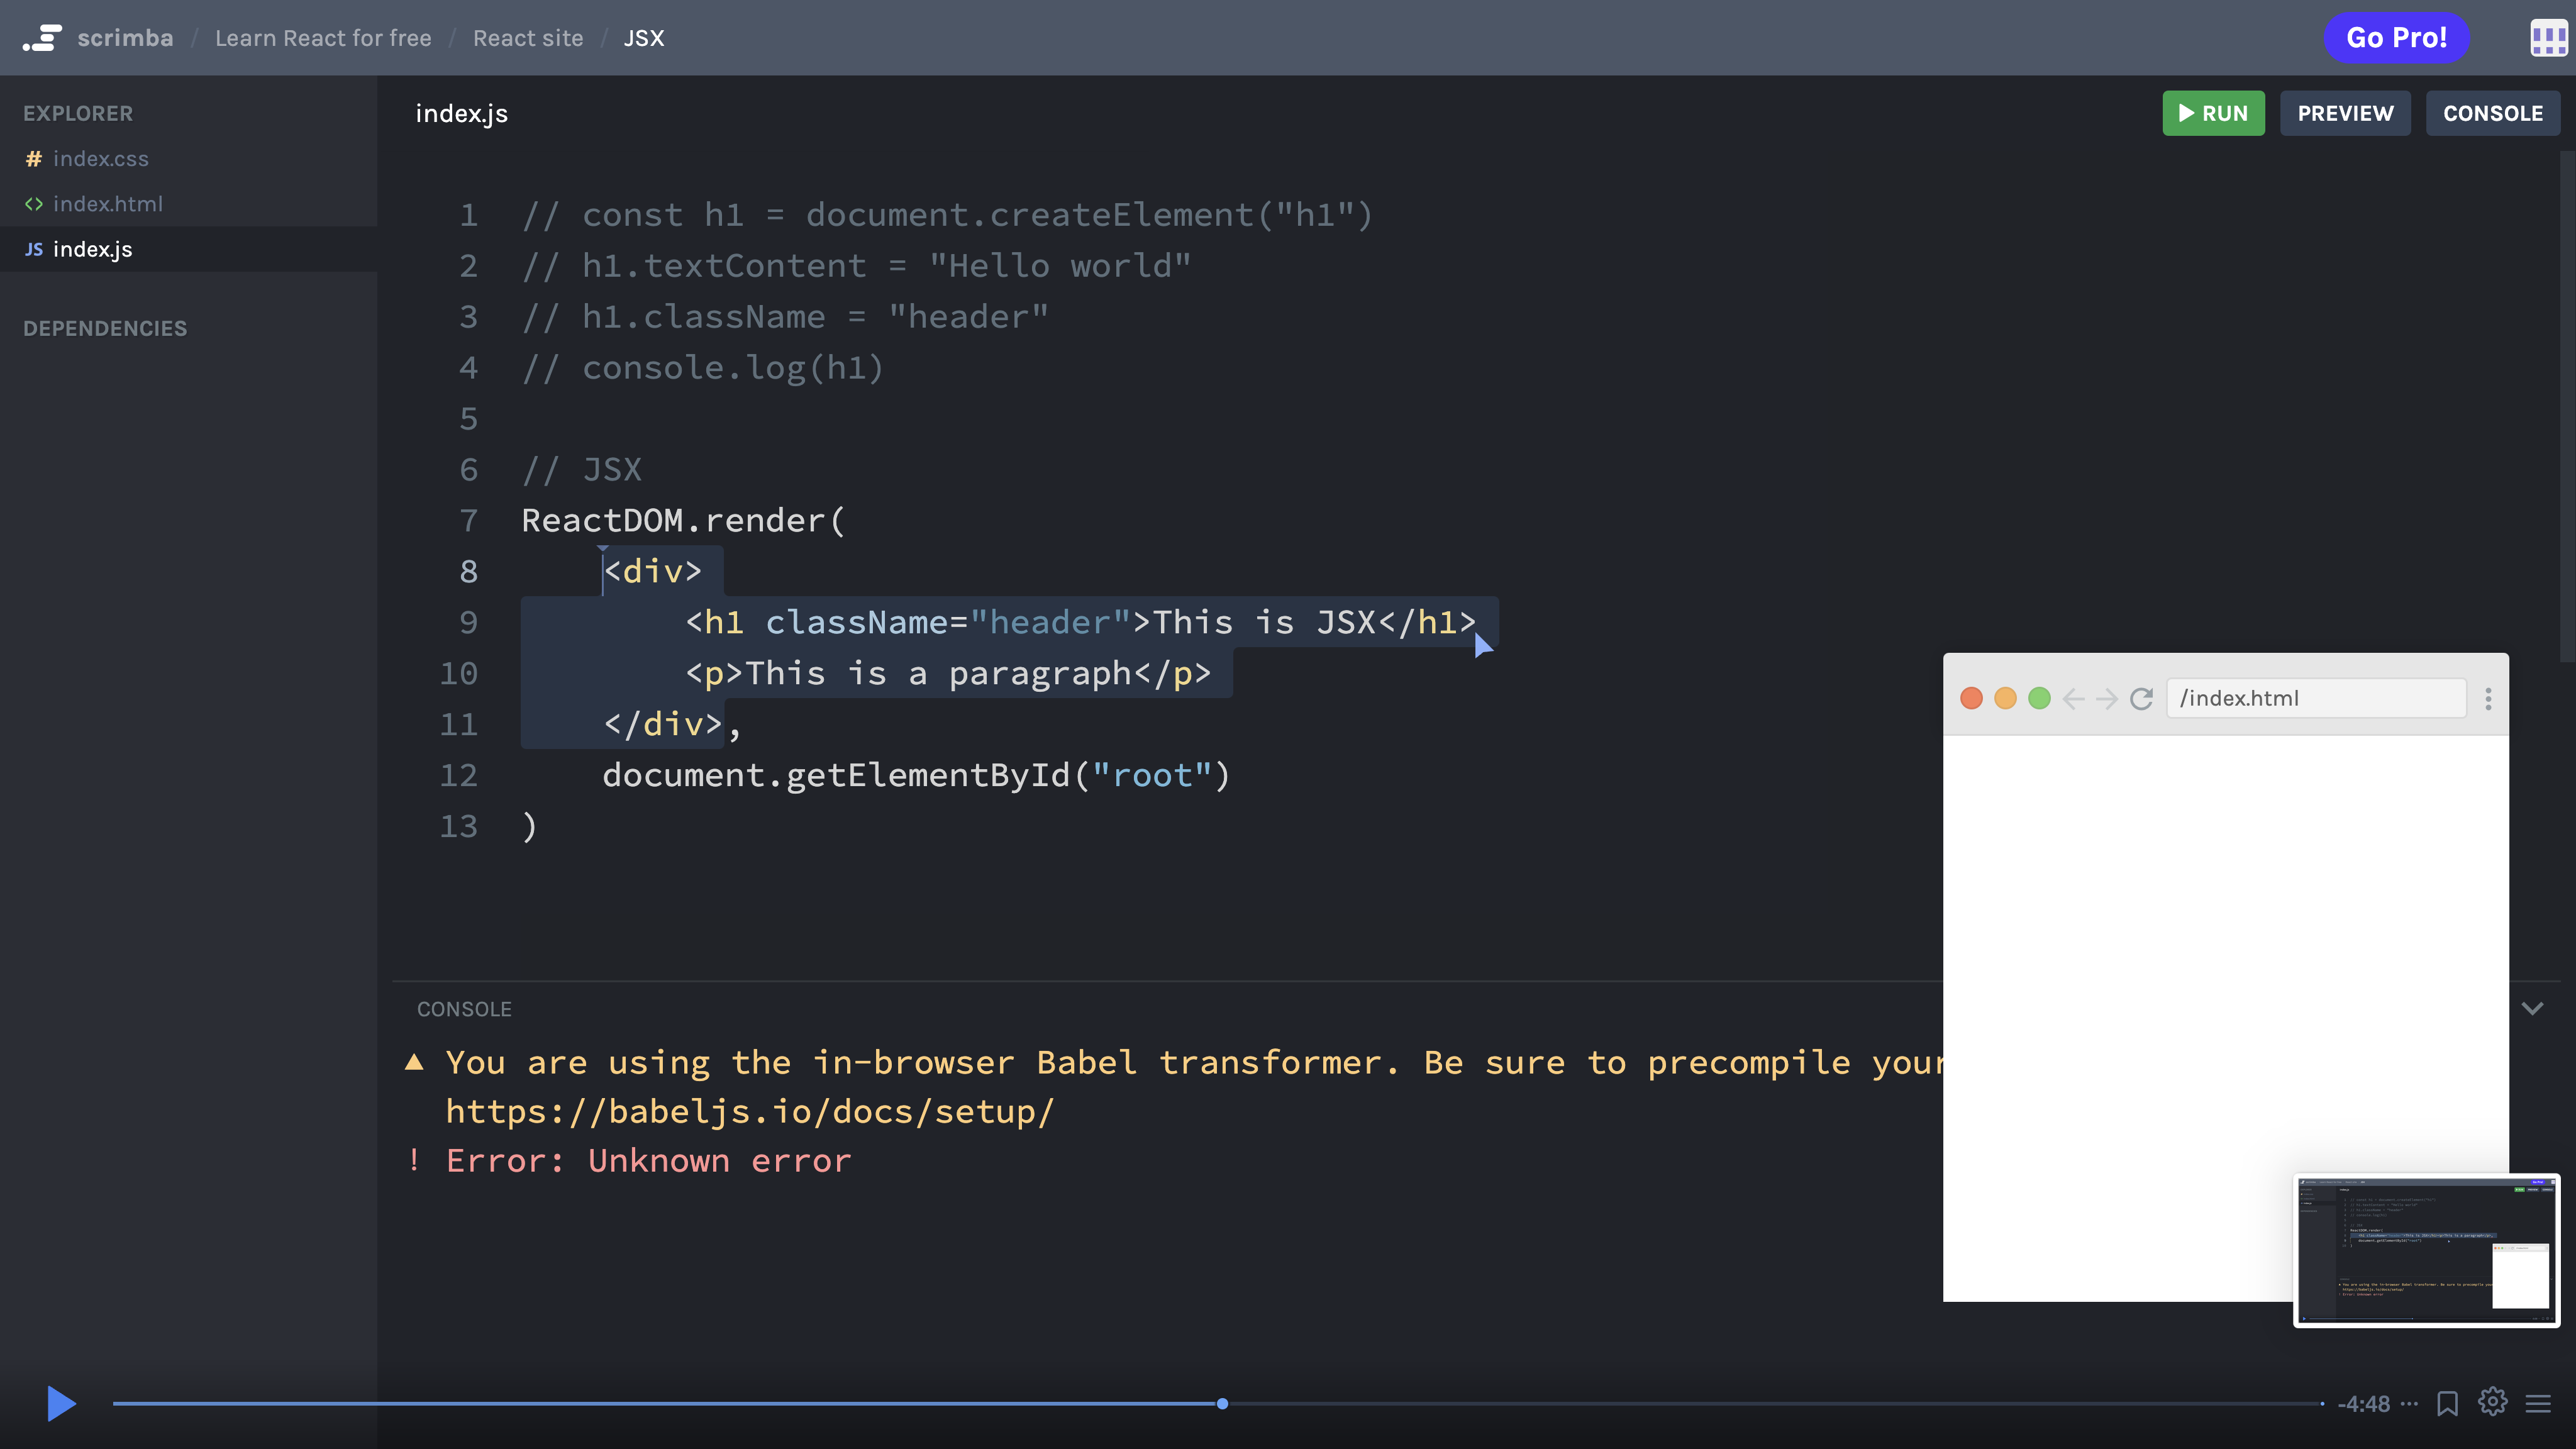 scrimba / Learn React for free / React site / JSX
Go Pro!
EXPLORER
# index.css
<> index.html
JS index.js
DEPENDENCIES
index.js
RUN
PREVIEW
CONSOLE
1 // const h1 = document.createElement("h1")
2 // h1.textContent = "Hello world"
3 // h1.className = "header"
4 // console.log(h1)
5
6 // JSX
7 ReactDOM.render(
8 <div>
9 <h1 className="header">This is JSX</h1>
10 <p>This is a paragraph</p>
11 </div>,
12 document.getElementById("root")
13 )
/index.html
CONSOLE
You are using the in-browser Babel transformer. Be sure to precompile your
https://babeljs.io/docs/setup/
! Error: Unknown error
-4:48